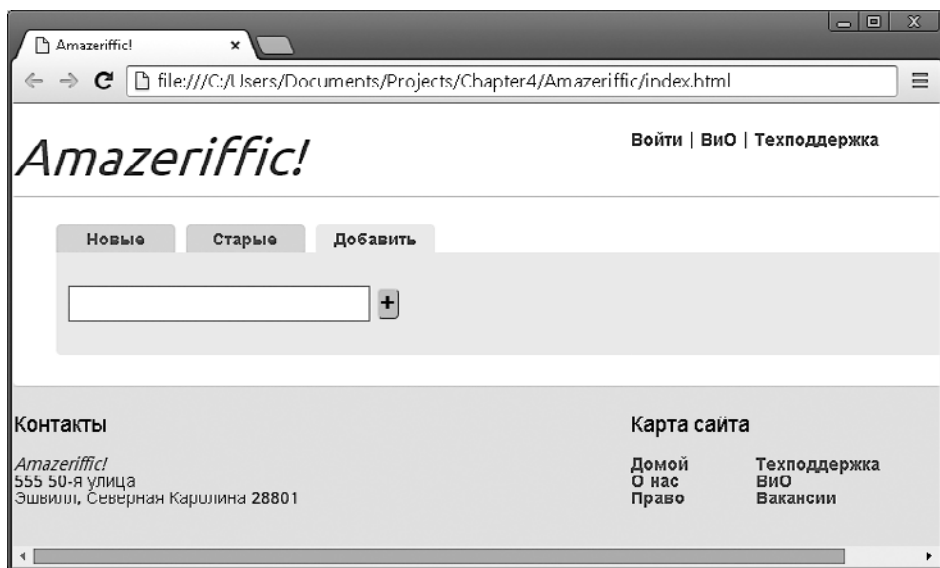 Amazeriffic!
file:///C:/Users/Documents/Projects/Chapter4/Amazeriffic/index.html
Amazeriffic!
Войти | ВиО | Техподдержка
Новые Старые Добавить
+
Контакты
Amazeriffic!
555 50-я улица
Эшвилл, Северная Каролина 28801
Карта сайта
Домой Техподдержка
О нас ВиО
Право Вакансии